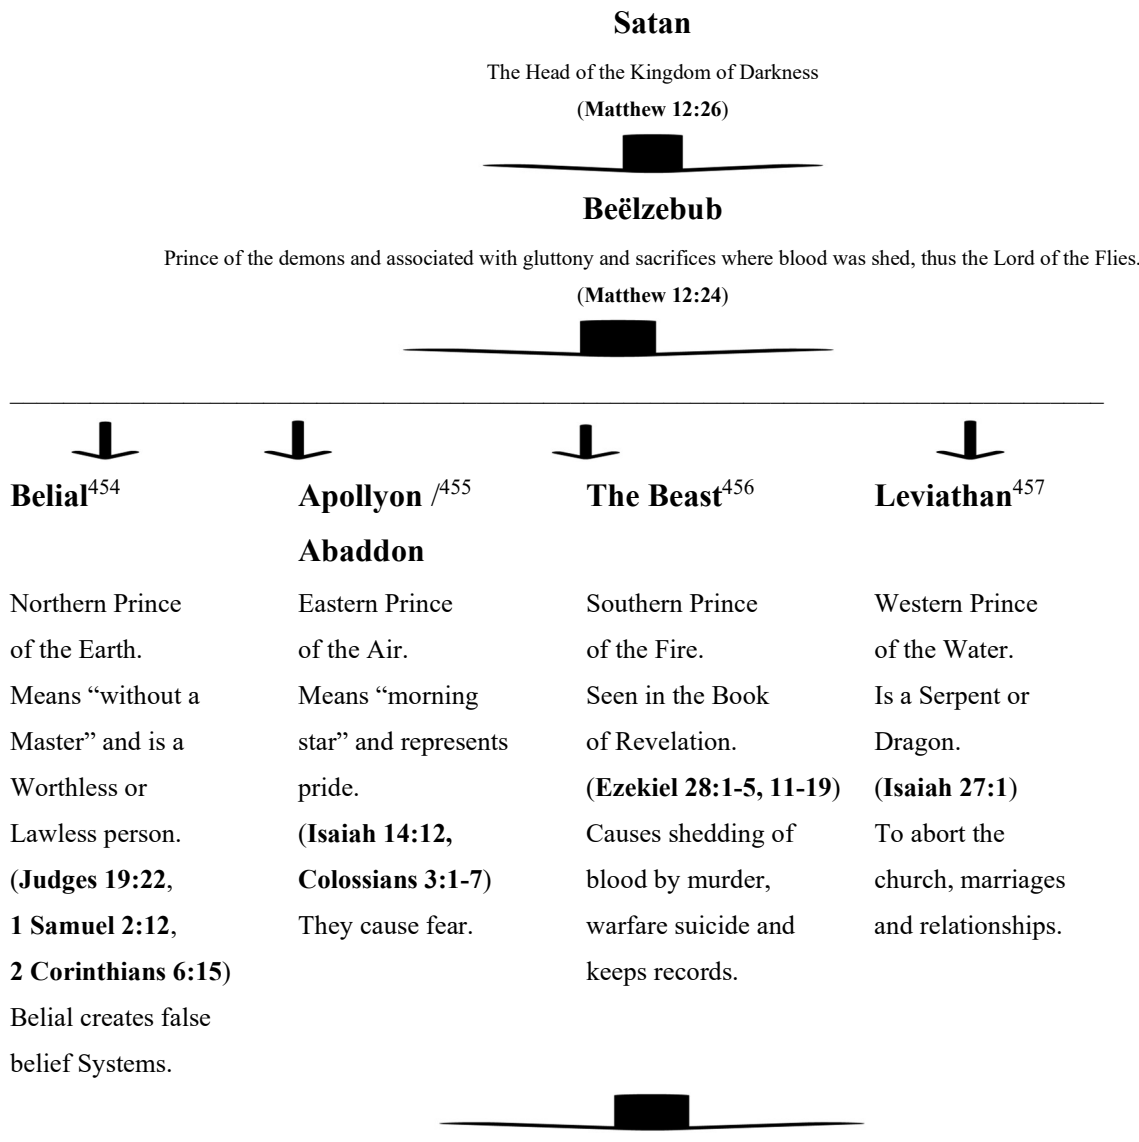 Satan
The Head of the Kingdom of Darkness
(Matthew 12:26)
Beëlzebub
Prince of the demons and associated with gluttony and sacrifices where blood was shed, thus the Lord of the Flies.
(Matthew 12:24)
Belial454
Northern Prince
of the Earth.
Means “without a
Master” and is a
Worthless or
Lawless person.
(Judges 19:22,
1 Samuel 2:12,
2 Corinthians 6:15)
Belial creates false
belief Systems.
Apollyon /455
Abaddon
Eastern Prince
of the Air.
Means “morning
star” and represents
pride.
(Isaiah 14:12,
Colossians 3:1-7)
They cause fear.
The Beast456
Southern Prince
of the Fire.
Seen in the Book
of Revelation.
(Ezekiel 28:1-5, 11-19)
Causes shedding of
blood by murder,
warfare suicide and
keeps records.
Leviathan457
Western Prince
of the Water.
Is a Serpent or
Dragon.
(Isaiah 27:1)
To abort the
church, marriages
and relationships.